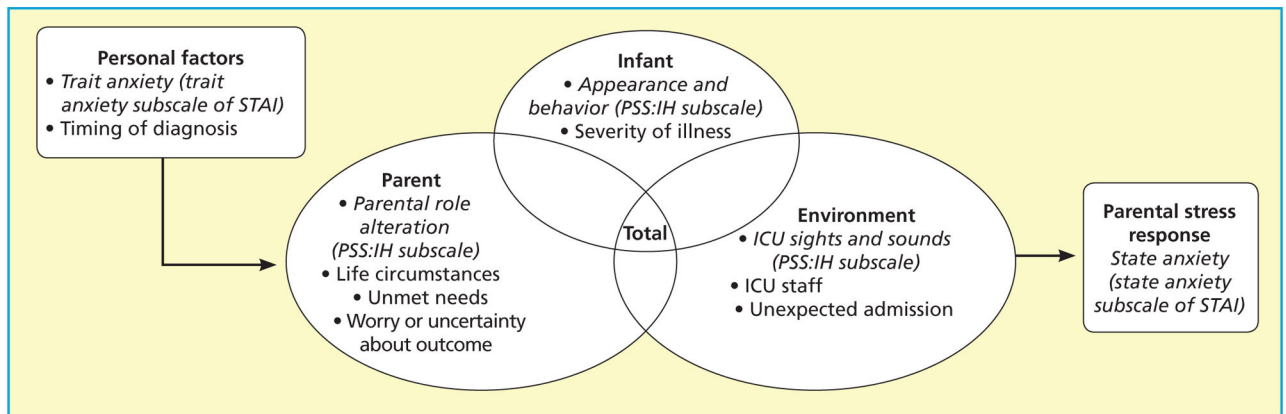 Personal factors
• Trait anxiety (trait
anxiety subscale of STAI)
• Timing of diagnosis
Infant
• Appearance and
behavior (PSS:IH subscale)
• Severity of illness
Parent
• Parental role
alteration
(PSS:IH subscale)
• Life circumstances
• Unmet needs
• Worry or uncertainty
about outcome
Total
Environment
• ICU sights and sounds
(PSS:IH subscale)
• ICU staff
• Unexpected admission
Parental stress
response
State anxiety
(state anxiety
subscale of STAI)